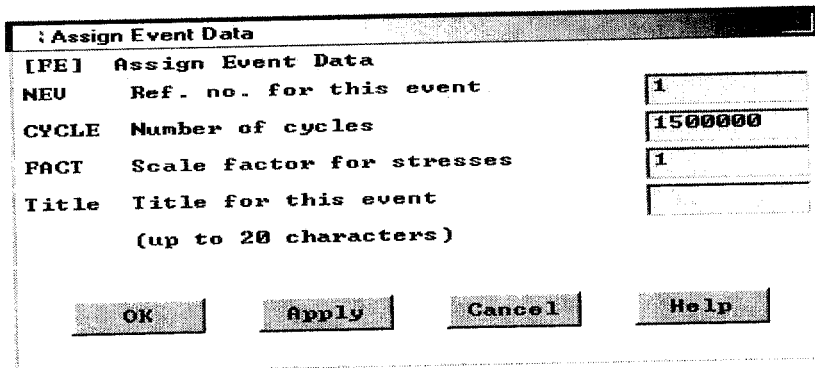 Assign Event Data
[FE] Assign Event Data
NEV Ref. no. for this event 1
CYCLE Number of cycles 1500000
FACT Scale factor for stresses 1
Title Title for this event
(up to 20 characters)
OK Apply Cancel Help